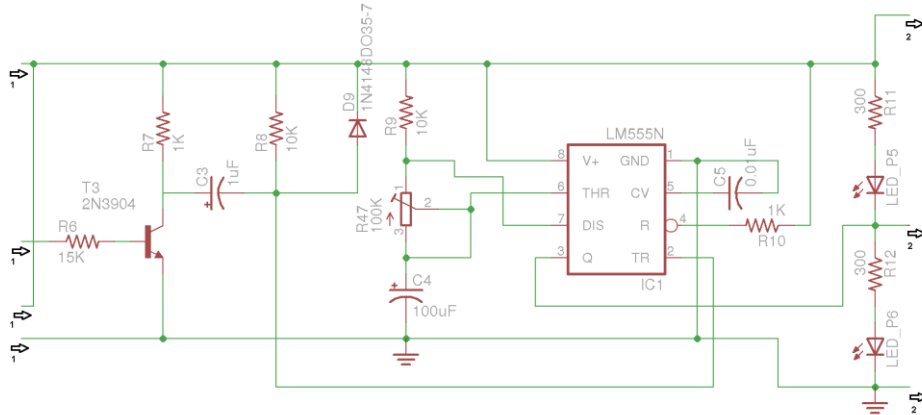 2
1
R7
1K
R8
10K
D9
1N4148DO35-7
R9
10K
R11
300
LM555N
8
V+
GND
1
6
THR
CV
5
7
DIS
R
4
3
Q
TR
2
IC1
C5
0.01uF
LED_P5
T3
2N3904
C3
1uF
+
R47
100K
1
2
3
1K
R10
R6
15K
1
2
R12
300
C4
+
100uF
1
1
LED_P6
2